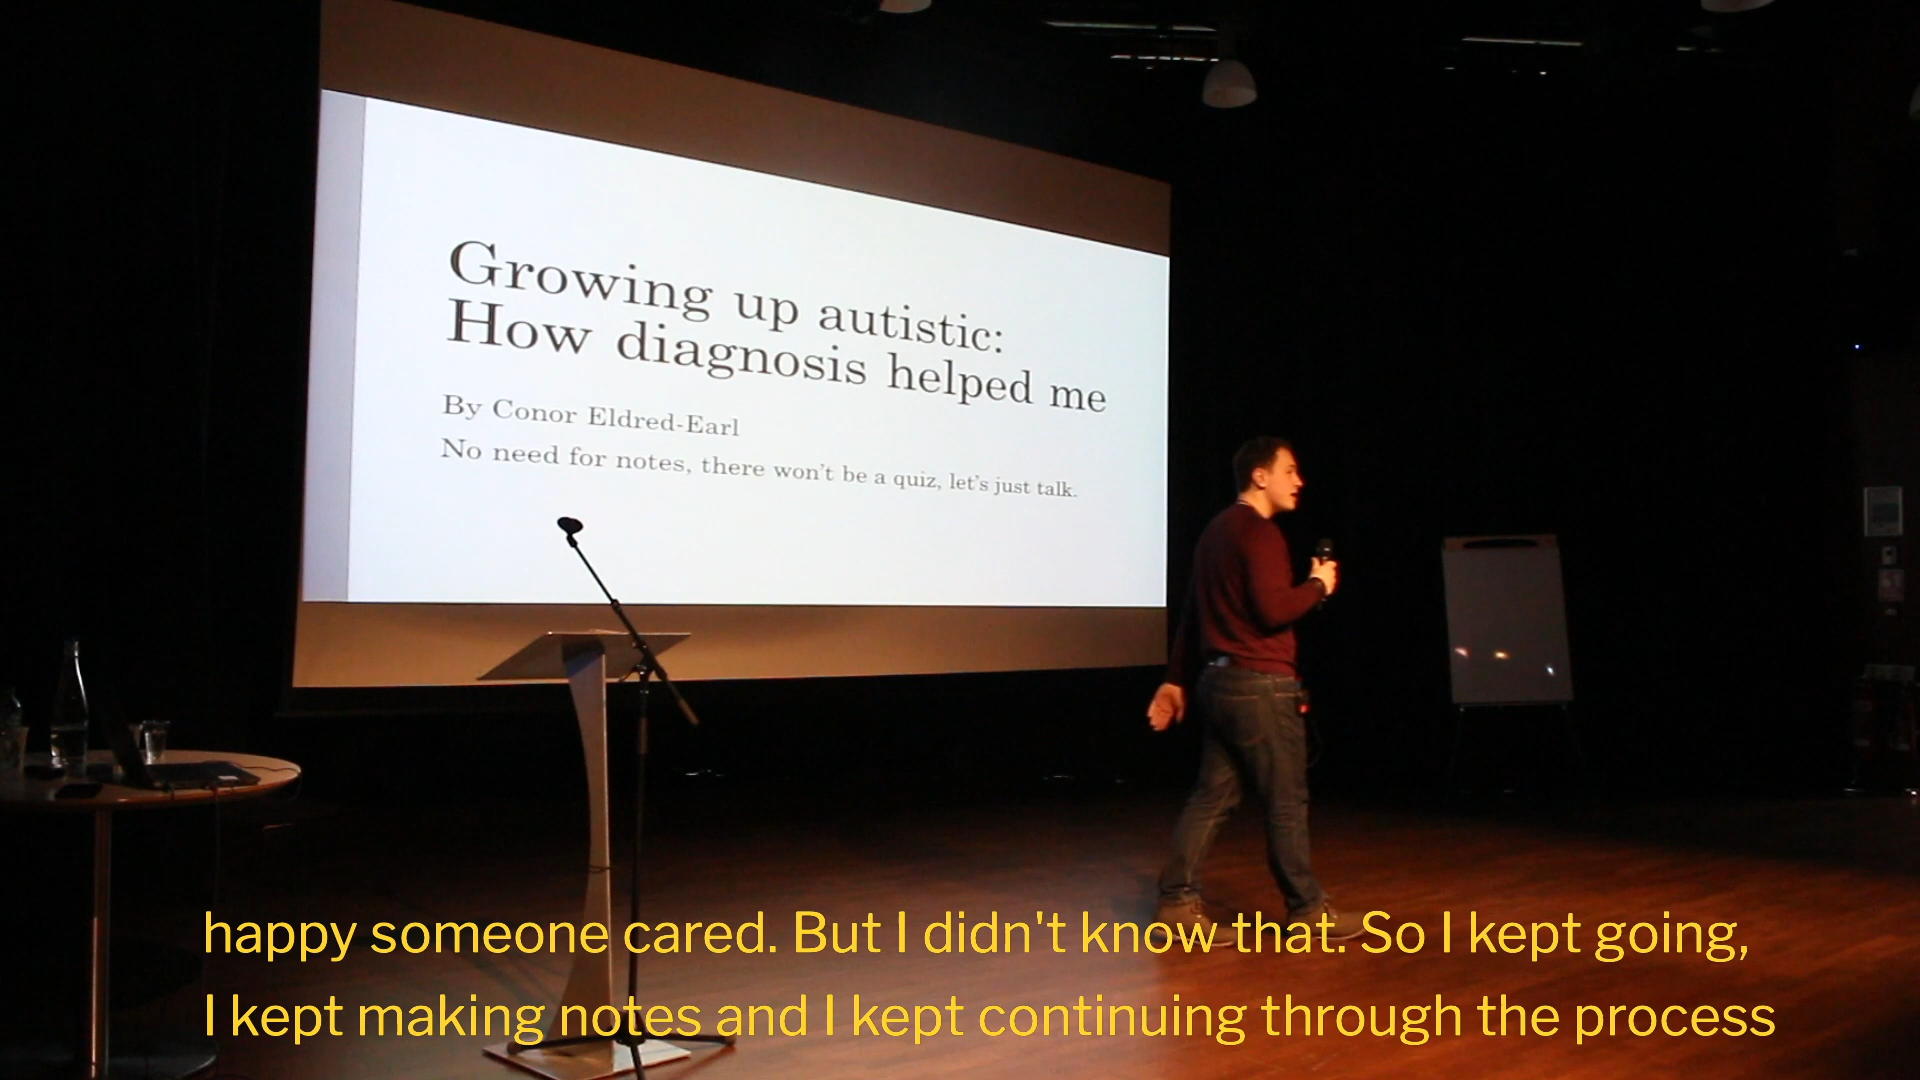 Growing up autistic:
How diagnosis helped me
By Conor Eldred-Earl
No need for notes, there won't be a quiz, let's just talk.
happy someone cared. But I didn't know that. So I kept going,
I kept making notes and I kept continuing through the process